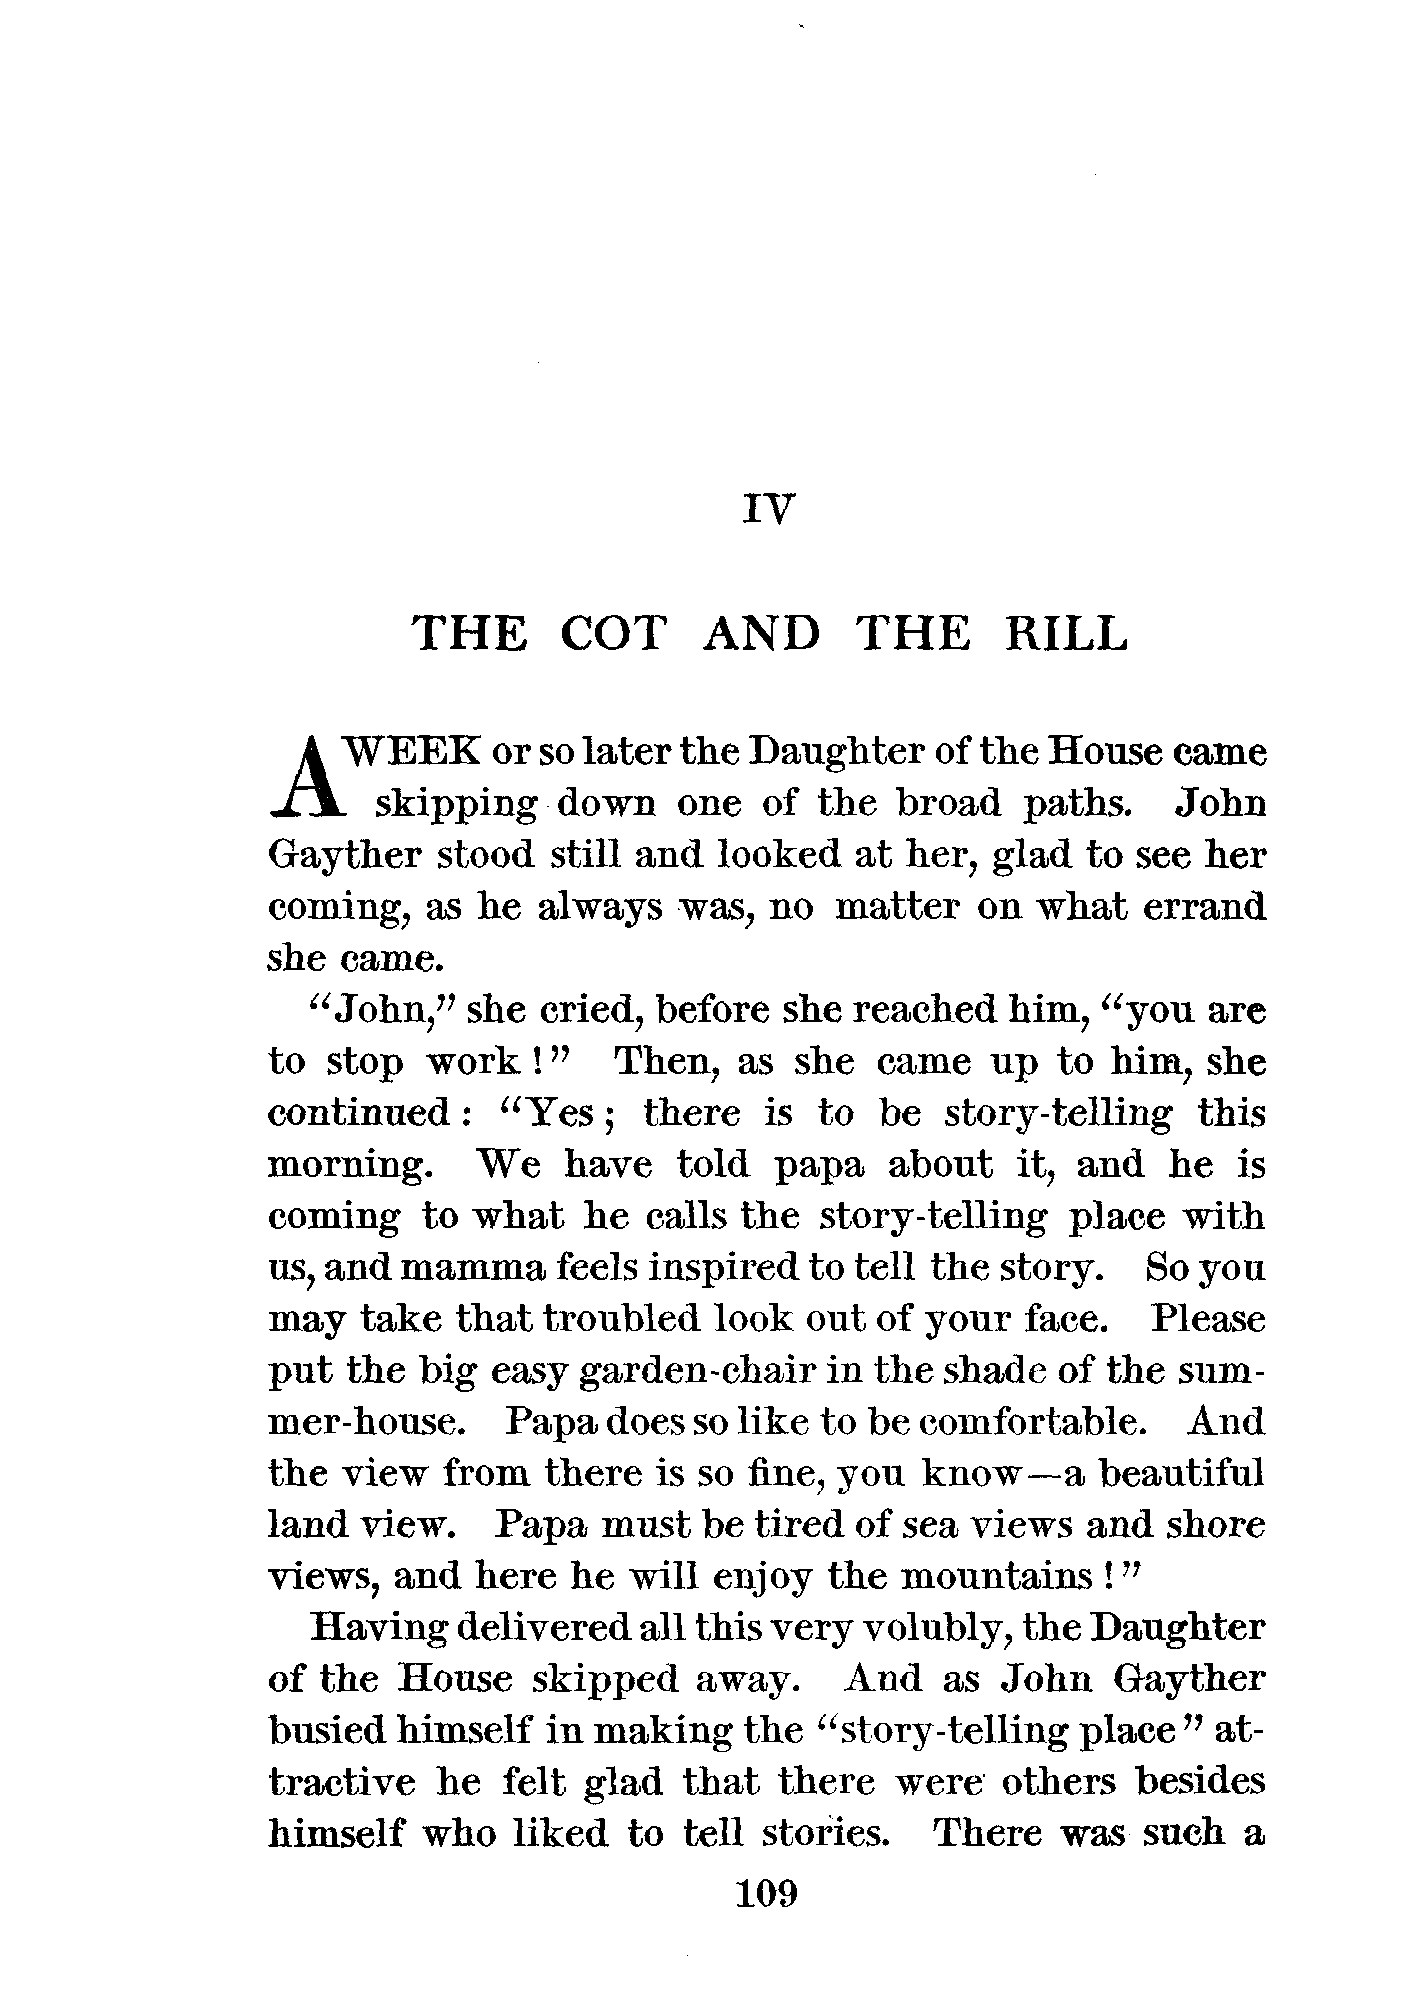 IV
THE COT AND THE RILL
A WEEK or so later the Daughter of the House came
skipping down one of the broad paths. John
Gayther stood still and looked at her, glad to see her
coming, as he always was, no matter on what errand
she came.
"John," she cried, before she reached him, "you are
to stop work!" Then, as she came up to him, she
continued: "Yes; there is to be story-telling this
morning. We have told papa about it, and he is
coming to what he calls the story-telling place with
us, and mamma feels inspired to tell the story. So you
may take that troubled look out of your face. Please
put the big easy garden-chair in the shade of the sum-
mer-house. Papa does so like to be comfortable. And
the view from there is so fine, you know—a beautiful
land view. Papa must be tired of sea views and shore
views, and here he will enjoy the mountains!"
Having delivered all this very volubly, the Daughter
of the House skipped away. And as John Gayther
busied himself in making the "story-telling place" at-
tractive he felt glad that there were others besides
himself who liked to tell stories. There was such a
109